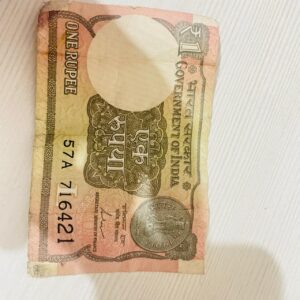 ₹1
भारत सरकार
GOVERNMENT OF INDIA
एक रुपया
ONE RUPEE
57A 716421